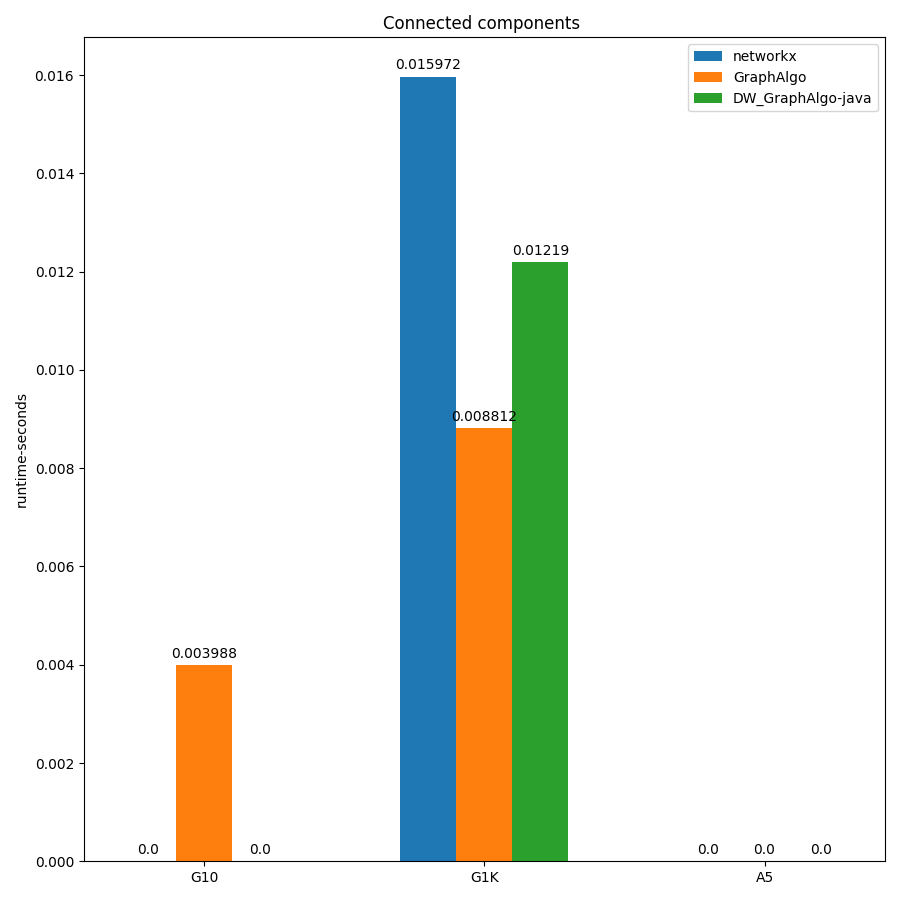 Connected components
networkx
GraphAlgo
DW_GraphAlgo-java
runtime-seconds
0.016
0.014
0.012
0.010
0.008
0.006
0.004
0.002
0.000
0.015972
0.01219
0.008812
0.003988
0.0
0.0
0.0
0.0
0.0
G10
G1K
A5